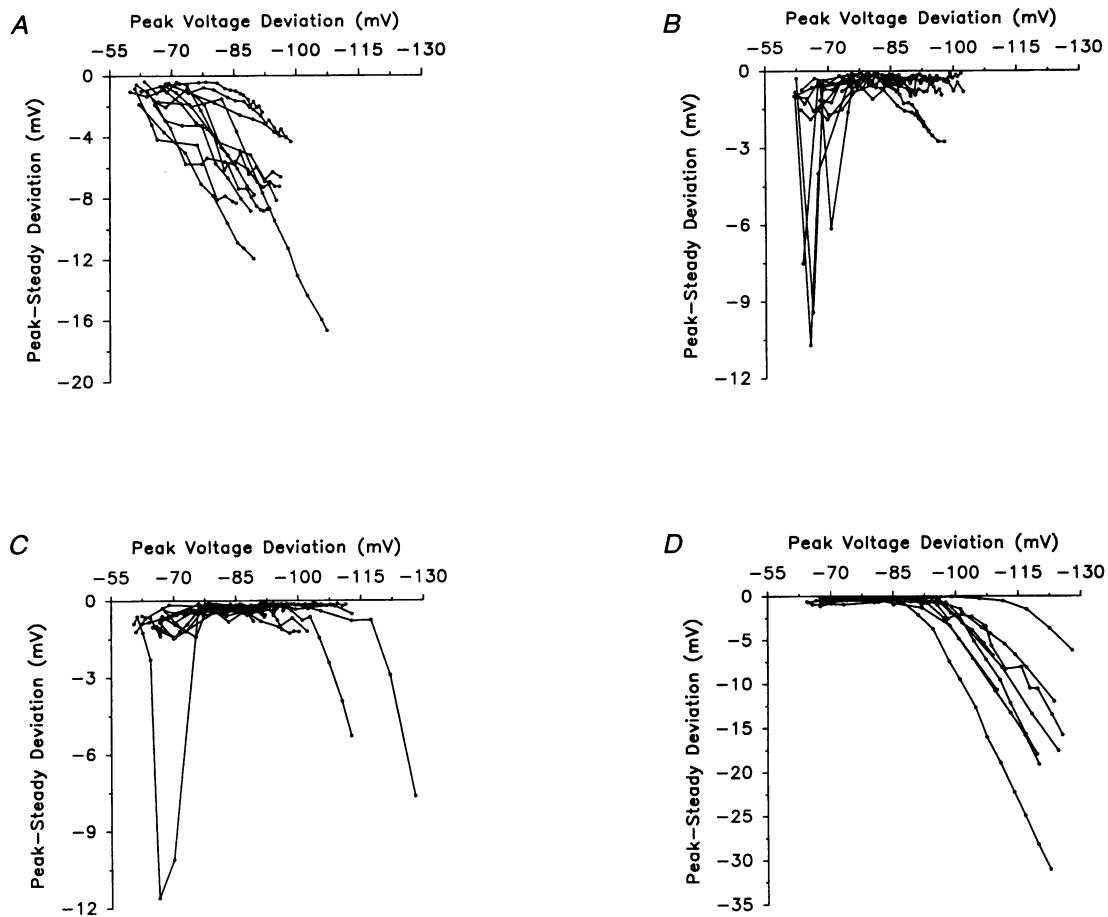 A
Peak Voltage Deviation (mV)
−55 −70 −85 −100 −115 −130
Peak−Steady Deviation (mV)
0
−4
−8
−12
−16
−20
B
Peak Voltage Deviation (mV)
−55 −70 −85 −100 −115 −130
Peak−Steady Deviation (mV)
0
−3
−6
−9
−12
C
Peak Voltage Deviation (mV)
−55 −70 −85 −100 −115 −130
Peak−Steady Deviation (mV)
0
−3
−6
−9
−12
D
Peak Voltage Deviation (mV)
−55 −70 −85 −100 −115 −130
Peak−Steady Deviation (mV)
0
−5
−10
−15
−20
−25
−30
−35